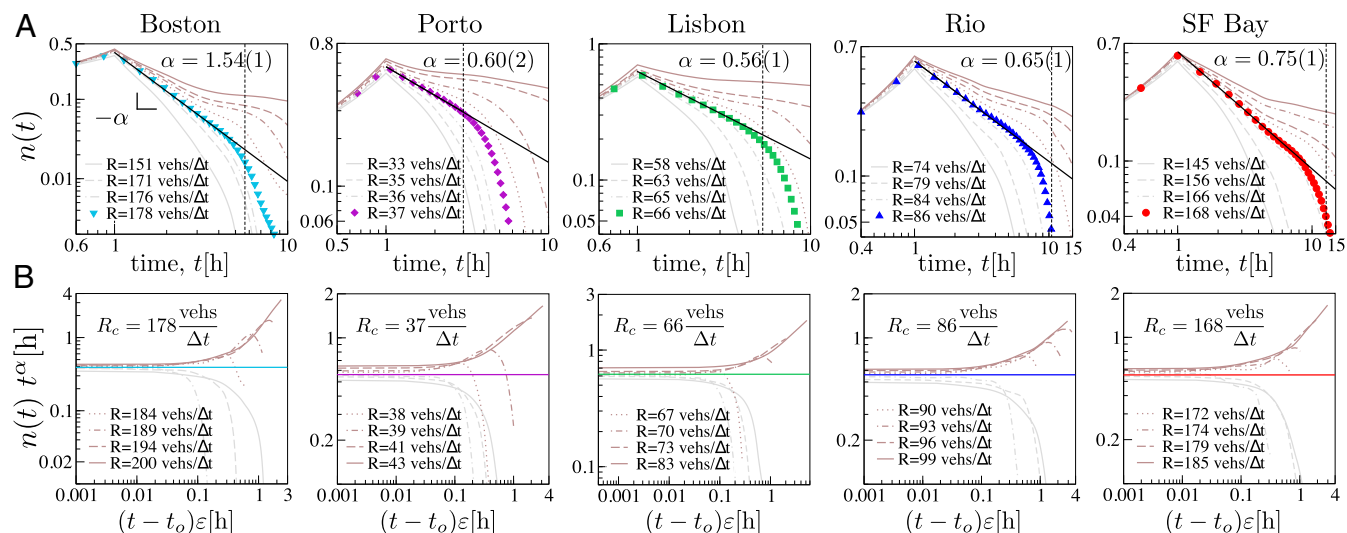 A
Boston
Porto
Lisbon
Rio
SF Bay
n(t)
0.5
0.1
0.01
α = 1.54(1)
−α
R=151 vehs/Δt
R=171 vehs/Δt
R=176 vehs/Δt
R=178 vehs/Δt
0.6
1
10
time, t[h]
0.8
0.1
0.06
α = 0.60(2)
R=33 vehs/Δt
R=35 vehs/Δt
R=36 vehs/Δt
R=37 vehs/Δt
0.5
1
10
time, t[h]
1
0.1
0.05
α = 0.56(1)
R=58 vehs/Δt
R=63 vehs/Δt
R=65 vehs/Δt
R=66 vehs/Δt
0.6
1
10
time, t[h]
0.7
0.1
0.05
α = 0.65(1)
R=74 vehs/Δt
R=79 vehs/Δt
R=84 vehs/Δt
R=86 vehs/Δt
0.4
1
10 15
time, t[h]
0.7
0.1
0.04
α = 0.75(1)
R=145 vehs/Δt
R=156 vehs/Δt
R=166 vehs/Δt
R=168 vehs/Δt
0.4
1
10 15
time, t[h]
B
n(t) t^α[h]
4
1
0.1
0.01
R_c = 178 vehs/Δt
R=184 vehs/Δt
R=189 vehs/Δt
R=194 vehs/Δt
R=200 vehs/Δt
0.001 0.01 0.1 1 3
(t − t_o)ε[h]
2
1
0.2
R_c = 37 vehs/Δt
R=38 vehs/Δt
R=39 vehs/Δt
R=41 vehs/Δt
R=43 vehs/Δt
0.001 0.01 0.1 1 4
(t − t_o)ε[h]
3
1
0.1
R_c = 66 vehs/Δt
R=67 vehs/Δt
R=70 vehs/Δt
R=73 vehs/Δt
R=83 vehs/Δt
0.001 0.01 0.1 1 6
(t − t_o)ε[h]
2
1
0.2
R_c = 86 vehs/Δt
R=90 vehs/Δt
R=93 vehs/Δt
R=96 vehs/Δt
R=99 vehs/Δt
0.001 0.01 0.1 1 4
(t − t_o)ε[h]
2
1
0.2
R_c = 168 vehs/Δt
R=172 vehs/Δt
R=174 vehs/Δt
R=179 vehs/Δt
R=185 vehs/Δt
0.001 0.01 0.1 1 4
(t − t_o)ε[h]